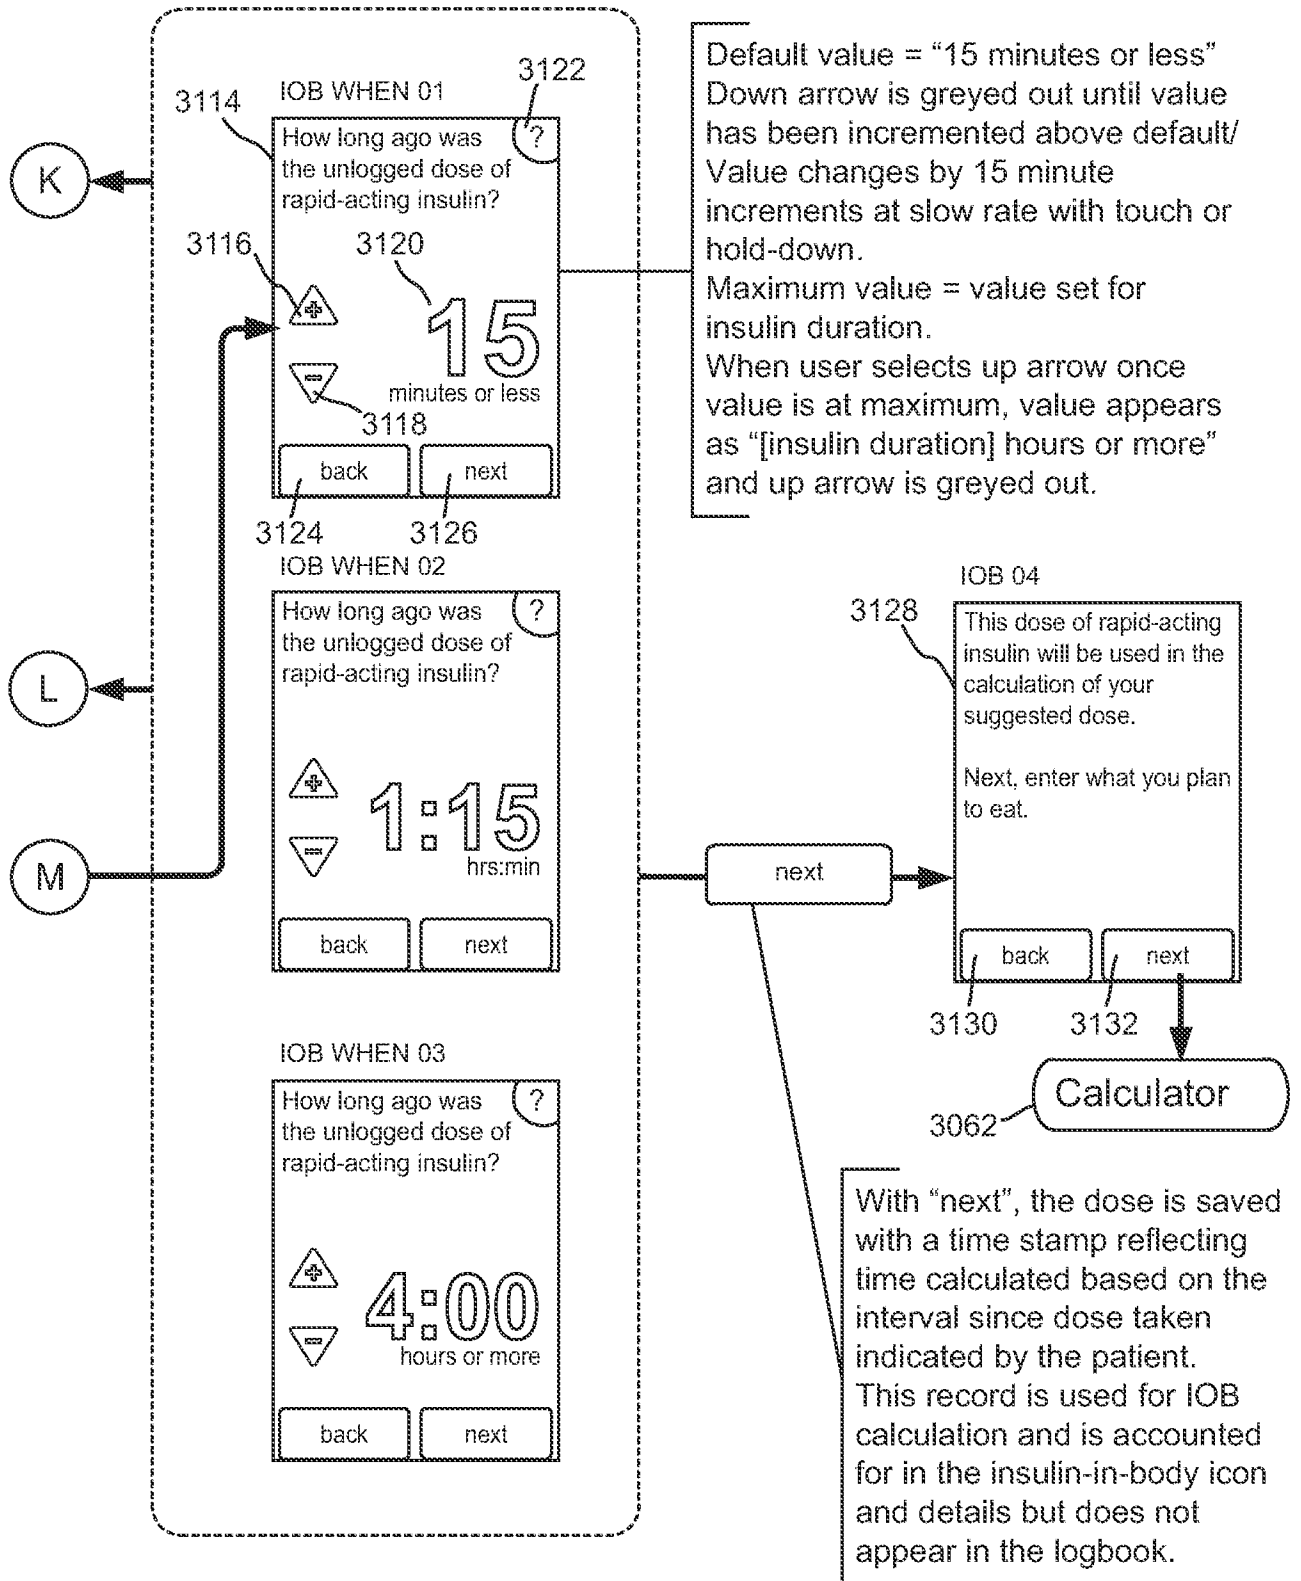 3122
IOB WHEN 01
3114
How long ago was
the unlogged dose of
rapid-acting insulin?
?
K
3116
3120
15
minutes or less
3118
back
next
3124
3126
Default value = “15 minutes or less”
Down arrow is greyed out until value
has been incremented above default/
Value changes by 15 minute
increments at slow rate with touch or
hold-down.
Maximum value = value set for
insulin duration.
When user selects up arrow once
value is at maximum, value appears
as “[insulin duration] hours or more”
and up arrow is greyed out.
IOB WHEN 02
How long ago was
the unlogged dose of
rapid-acting insulin?
?
L
+
−
1:15
hrs:min
M
back
next
next
IOB 04
3128
This dose of rapid-acting
insulin will be used in the
calculation of your
suggested dose.
Next, enter what you plan
to eat.
back
next
3130
3132
Calculator
3062
IOB WHEN 03
How long ago was
the unlogged dose of
rapid-acting insulin?
?
+
−
4:00
hours or more
back
next
With “next”, the dose is saved
with a time stamp reflecting
time calculated based on the
interval since dose taken
indicated by the patient.
This record is used for IOB
calculation and is accounted
for in the insulin-in-body icon
and details but does not
appear in the logbook.